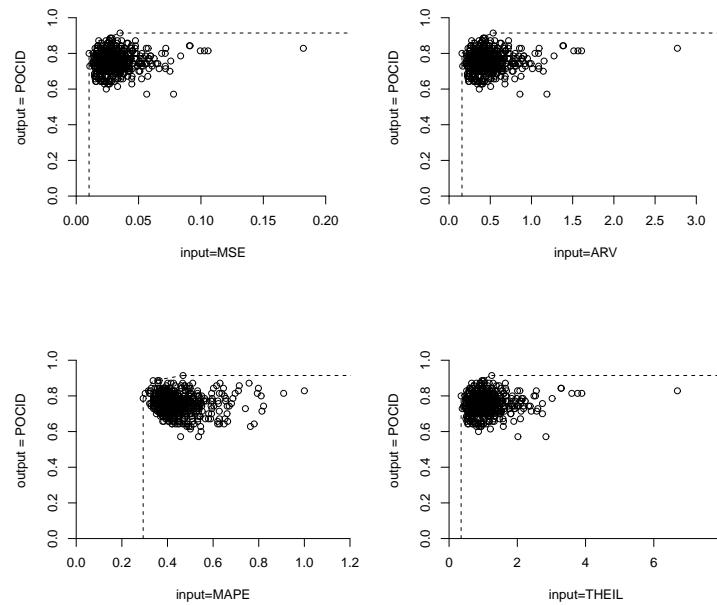 output = POCID
0.0 0.2 0.4 0.6 0.8 1.0
0.00 0.05 0.10 0.15 0.20
input=MSE
output = POCID
0.0 0.2 0.4 0.6 0.8 1.0
0.0 0.5 1.0 1.5 2.0 2.5 3.0
input=ARV
output = POCID
0.0 0.2 0.4 0.6 0.8 1.0
0.0 0.2 0.4 0.6 0.8 1.0 1.2
input=MAPE
output = POCID
0.0 0.2 0.4 0.6 0.8 1.0
0 2 4 6
input=THEIL